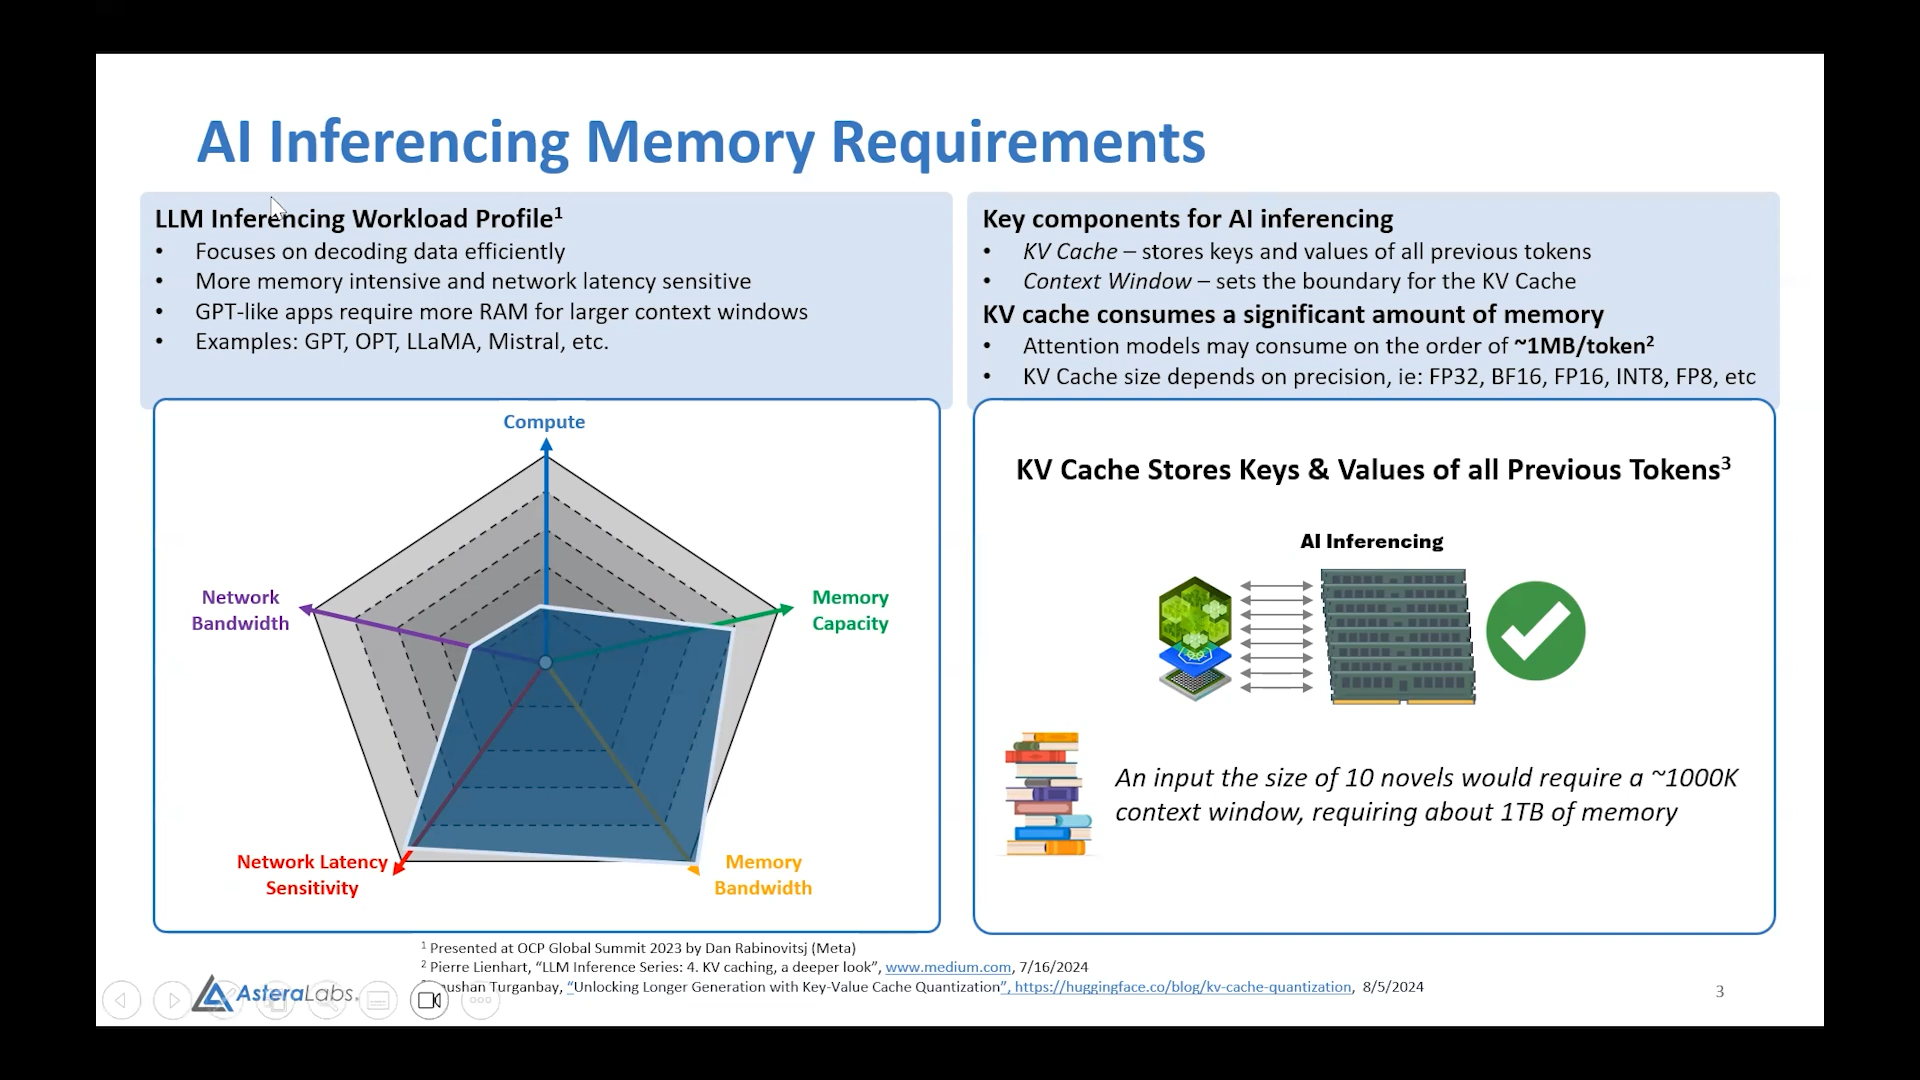 AI Inferencing Memory Requirements
LLM Inferencing Workload Profile¹
• Focuses on decoding data efficiently
• More memory intensive and network latency sensitive
• GPT-like apps require more RAM for larger context windows
• Examples: GPT, OPT, LLaMA, Mistral, etc.
Key components for AI inferencing
• KV Cache – stores keys and values of all previous tokens
• Context Window – sets the boundary for the KV Cache
KV cache consumes a significant amount of memory
• Attention models may consume on the order of ~1MB/token²
• KV Cache size depends on precision, ie: FP32, BF16, FP16, INT8, FP8, etc
Compute
Network
Bandwidth
Memory
Capacity
Network Latency
Sensitivity
Memory
Bandwidth
KV Cache Stores Keys & Values of all Previous Tokens³
AI Inferencing
An input the size of 10 novels would require a ~1000K
context window, requiring about 1TB of memory
¹ Presented at OCP Global Summit 2023 by Dan Rabinovitsj (Meta)
² Pierre Lienhart, “LLM Inference Series: 4. KV caching, a deeper look”, www.medium.com, 7/16/2024
Turganbay, “Unlocking Longer Generation with Key-Value Cache Quantization”, https://huggingface.co/blog/kv-cache-quantization, 8/5/2024
AsteraLabs.
3